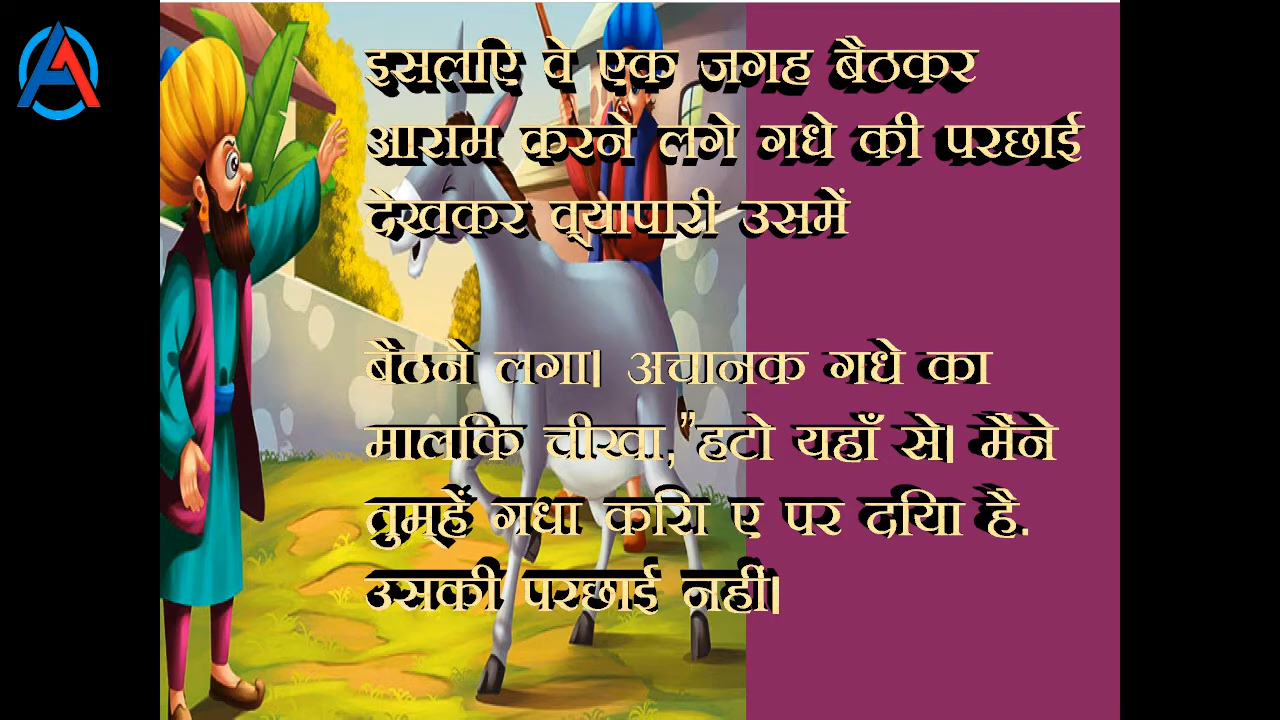 इसलिए वे एक जगह बैठकर
आराम करने लगे गधे की परछाई
देखकर व्यापारी उसमें
बैठने लगा। अचानक गधे का
मालिक चीखा,"हटो यहाँ से। मैंने
तुम्हें गधा किरा ए पर दिया है.
उसकी परछाई नहीं।